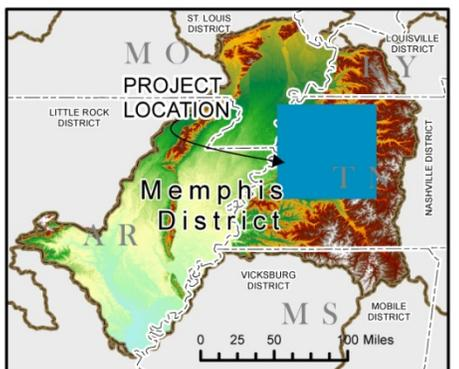 ST. LOUIS
DISTRICT
LOUISVILLE
DISTRICT
MO
KY
PROJECT
LOCATION
LITTLE ROCK
DISTRICT
NASHVILLE DISTRICT
TN
Memphis
District
AR
VICKSBURG
DISTRICT
MS
MOBILE
DISTRICT
0 25 50 100 Miles